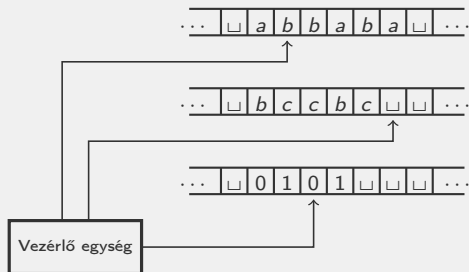 ··· ⊔ a b b a b a ⊔ ···
··· ⊔ b c c b c ⊔ ⊔ ···
··· ⊔ 0 1 0 1 ⊔ ⊔ ⊔ ···
Vezérlő egység